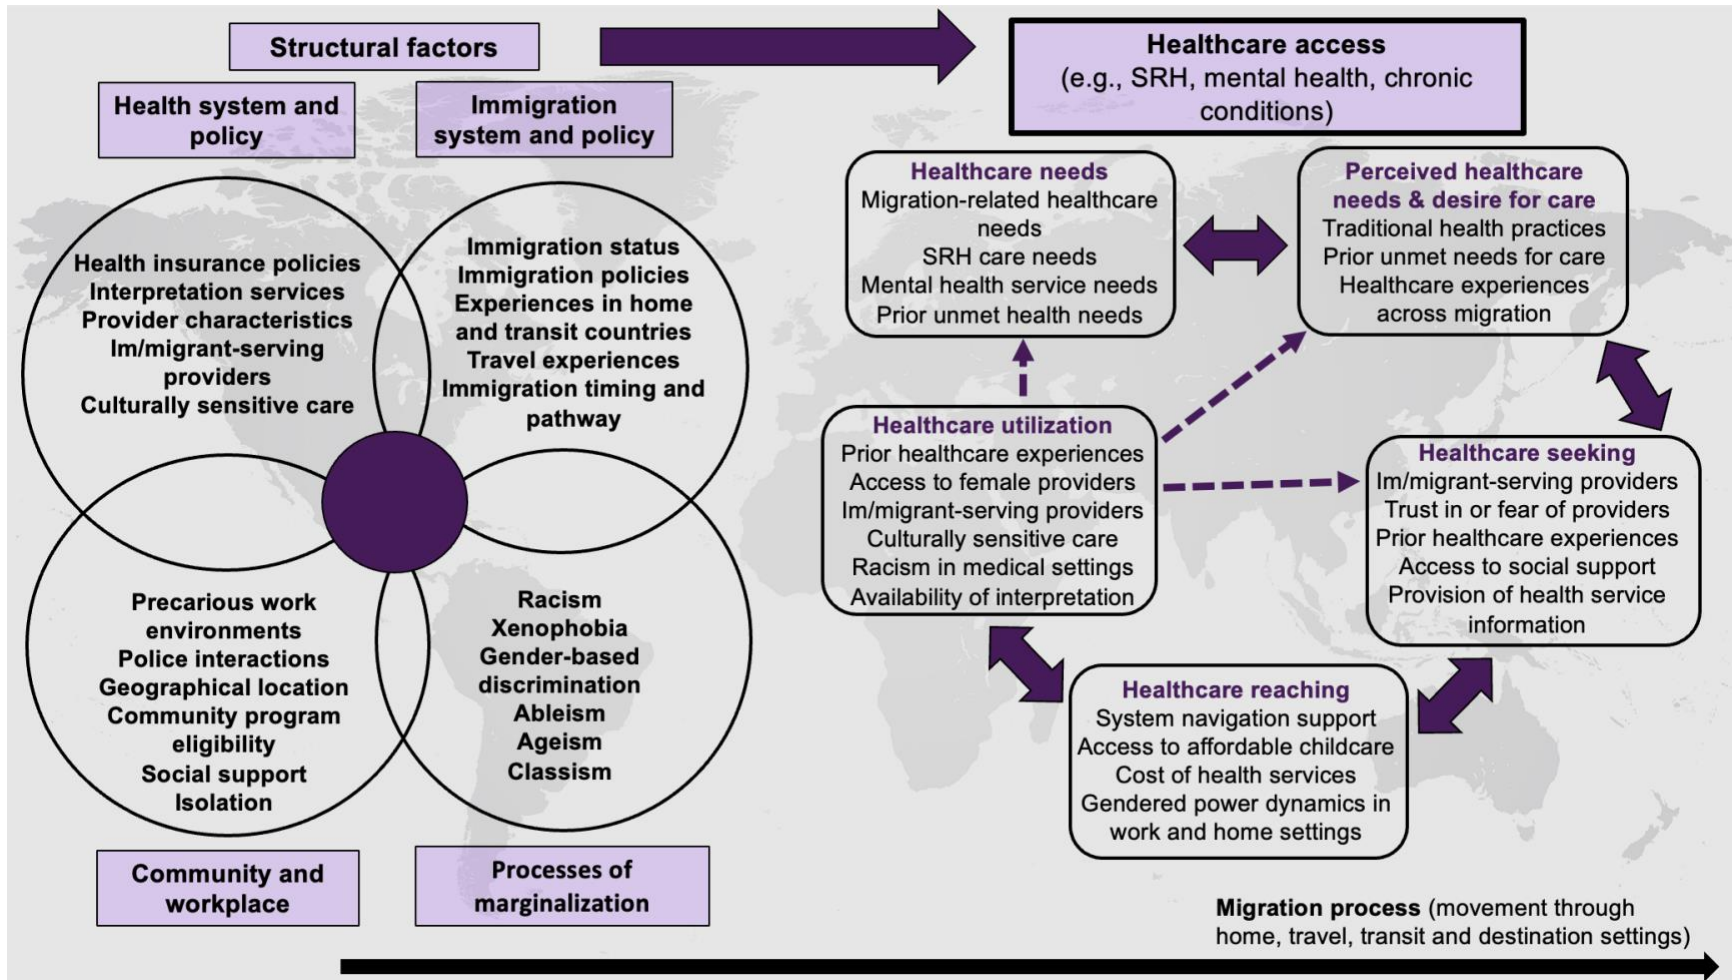 Structural factors
Health system and
policy
Immigration
system and policy
Health insurance policies
Interpretation services
Provider characteristics
Im/migrant-serving
providers
Culturally sensitive care
Immigration status
Immigration policies
Experiences in home
and transit countries
Travel experiences
Immigration timing and
pathway
Precarious work
environments
Police interactions
Geographical location
Community program
eligibility
Social support
Isolation
Racism
Xenophobia
Gender-based
discrimination
Ableism
Ageism
Classism
Community and
workplace
Processes of
marginalization
Healthcare access
(e.g., SRH, mental health, chronic
conditions)
Healthcare needs
Migration-related healthcare
needs
SRH care needs
Mental health service needs
Prior unmet health needs
Perceived healthcare
needs & desire for care
Traditional health practices
Prior unmet needs for care
Healthcare experiences
across migration
Healthcare utilization
Prior healthcare experiences
Access to female providers
Im/migrant-serving providers
Culturally sensitive care
Racism in medical settings
Availability of interpretation
Healthcare seeking
Im/migrant-serving providers
Trust in or fear of providers
Prior healthcare experiences
Access to social support
Provision of health service
information
Healthcare reaching
System navigation support
Access to affordable childcare
Cost of health services
Gendered power dynamics in
work and home settings
Migration process (movement through
home, travel, transit and destination settings)